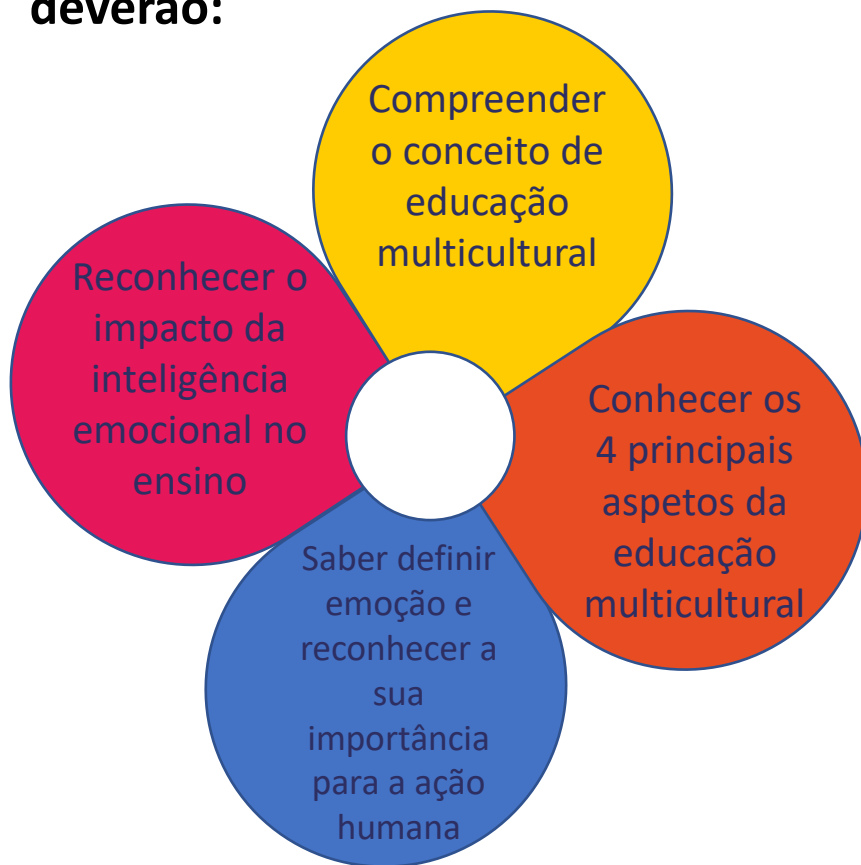 deverão:
Compreender
o conceito de
educação
multicultural
Conhecer os
4 principais
aspetos da
educação
multicultural
Saber definir
emoção e
reconhecer a
sua
importância
para a ação
humana
Reconhecer o
impacto da
inteligência
emocional no
ensino